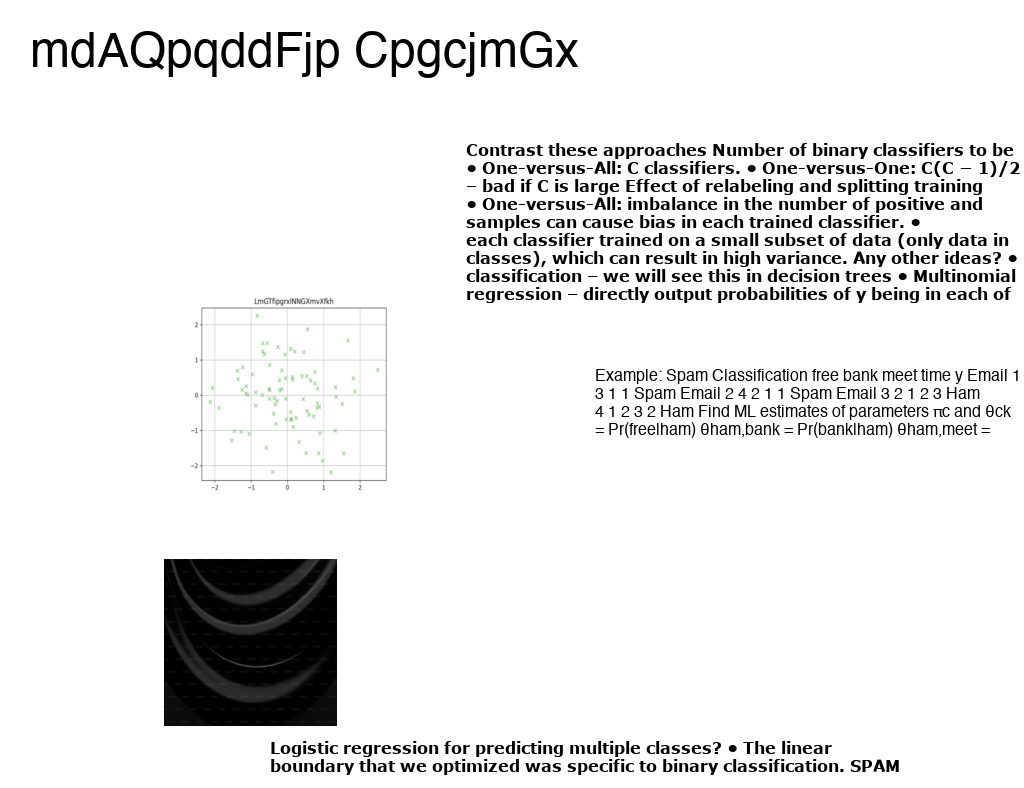 mdAQpqddFjp CpgcjmGx
Contrast these approaches Number of binary classifiers to be
● One-versus-All: C classifiers. ● One-versus-One: C(C − 1)/2
– bad if C is large Effect of relabeling and splitting training
● One-versus-All: imbalance in the number of positive and
samples can cause bias in each trained classifier. ●
each classifier trained on a small subset of data (only data in
classes), which can result in high variance. Any other ideas? ●
classification – we will see this in decision trees ● Multinomial
regression – directly output probabilities of y being in each of
LmGTfipgrxlNNGXmvXfkh
2
1
0
−1
−2
−2 −1 0 1 2
Example: Spam Classification free bank meet time y Email 1
3 1 1 Spam Email 2 4 2 1 1 Spam Email 3 2 1 2 3 Ham
4 1 2 3 2 Ham Find ML estimates of parameters πc and θck
= Pr(free|ham) θham,bank = Pr(bank|ham) θham,meet =
Logistic regression for predicting multiple classes? ● The linear
boundary that we optimized was specific to binary classification. SPAM